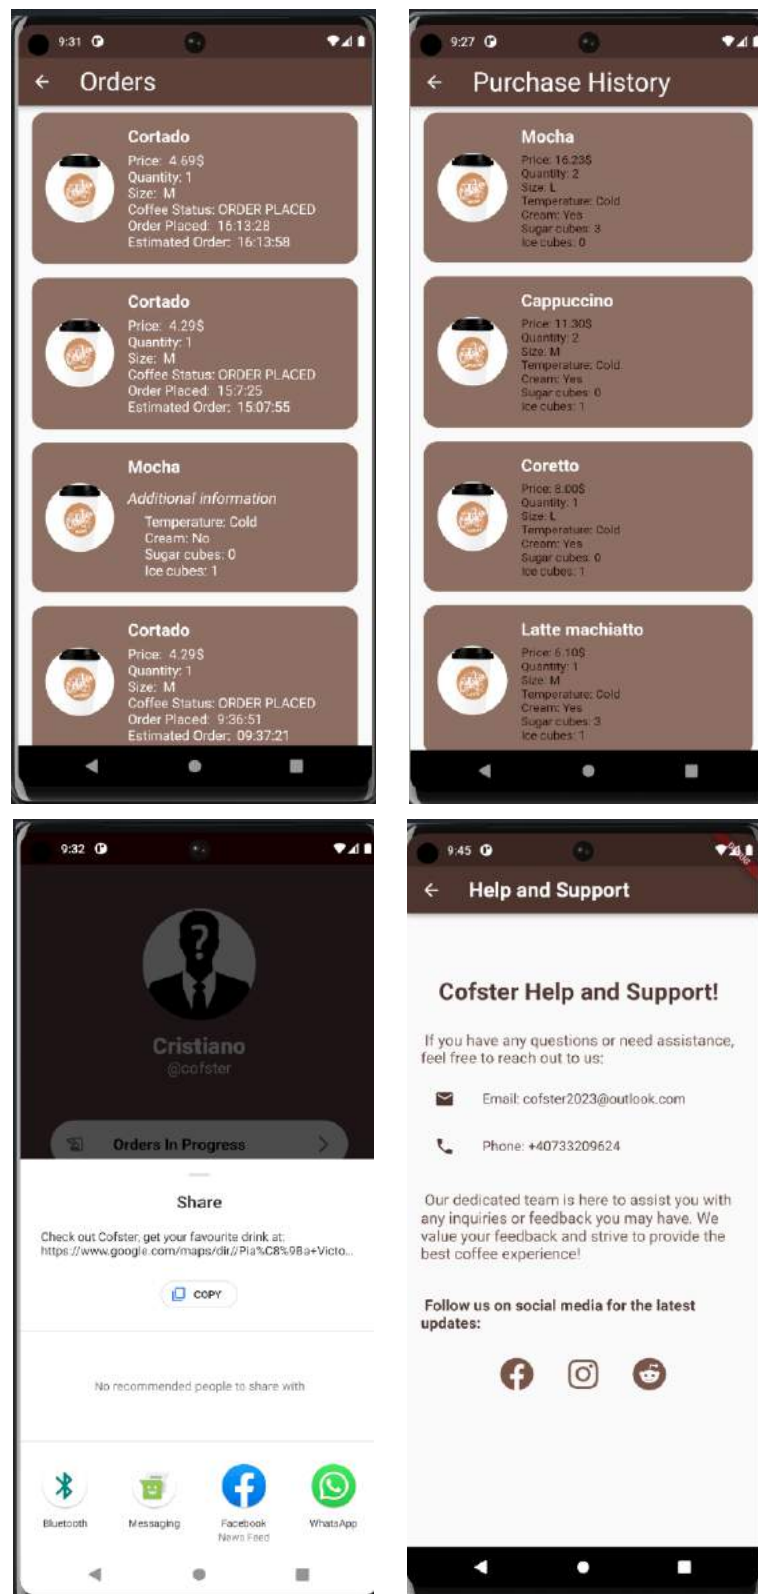 9:31
Orders
Cortado
Price: 4.69$
Quantity: 1
Size: M
Coffee Status: ORDER PLACED
Order Placed: 16:13:28
Estimated Order: 16:13:58
Cortado
Price: 4.29$
Quantity: 1
Size: M
Coffee Status: ORDER PLACED
Order Placed: 15:7:25
Estimated Order: 15:07:55
Mocha
Additional information
Temperature: Cold
Cream: No
Sugar cubes: 0
Ice cubes: 1
Cortado
Price: 4.29$
Quantity: 1
Size: M
Coffee Status: ORDER PLACED
Order Placed: 9:36:51
Estimated Order: 09:37:21
9:27
Purchase History
Mocha
Price: 16.23$
Quantity: 2
Size: L
Temperature: Cold
Cream: Yes
Sugar cubes: 3
Ice cubes: 0
Cappuccino
Price: 11.30$
Quantity: 2
Size: M
Temperature: Cold
Cream: Yes
Sugar cubes: 0
Ice cubes: 1
Coretto
Price: 8.00$
Quantity: 1
Size: L
Temperature: Cold
Cream: Yes
Sugar cubes: 0
Ice cubes: 1
Latte machiatto
Price: 6.10$
Quantity: 1
Size: M
Temperature: Cold
Cream: Yes
Sugar cubes: 3
Ice cubes: 1
9:32
Cristiano
@cofster
Orders In Progress
Share
Check out Cofster, get your favourite drink at:
https://www.google.com/maps/dir//Pia%C8%9Ba+Victo...
COPY
No recommended people to share with
Bluetooth
Messaging
Facebook
News Feed
WhatsApp
9:45
Help and Support
Cofster Help and Support!
If you have any questions or need assistance,
feel free to reach out to us:
Email: cofster2023@outlook.com
Phone: +40733209624
Our dedicated team is here to assist you with
any inquiries or feedback you may have. We
value your feedback and strive to provide the
best coffee experience!
Follow us on social media for the latest
updates: